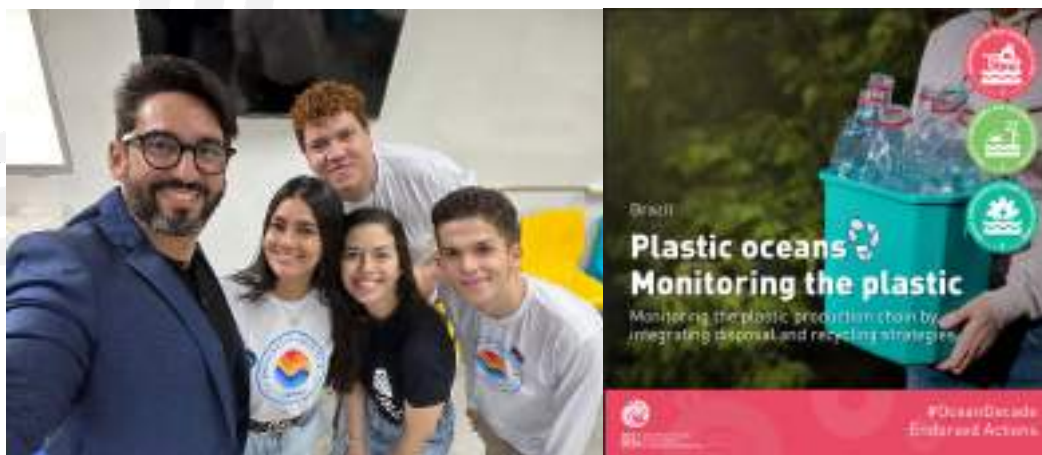 Brazil
Plastic oceans
Monitoring the plastic
Monitoring the plastic production chain by
integrating disposal and recycling strategies
#OceanDecade
Endorsed Actions